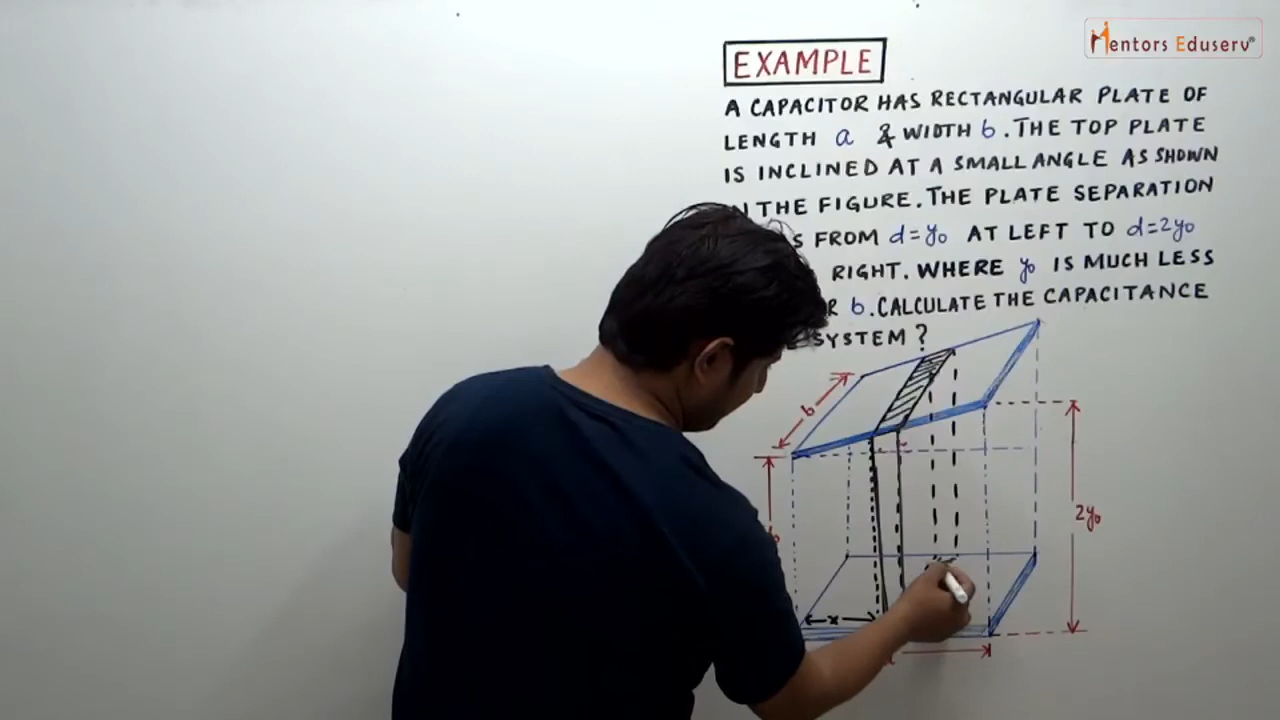 Mentors Eduserv®
EXAMPLE
A CAPACITOR HAS RECTANGULAR PLATE OF
LENGTH a & WIDTH b. THE TOP PLATE
IS INCLINED AT A SMALL ANGLE AS SHOWN
THE FIGURE. THE PLATE SEPARATION
FROM d=y₀ AT LEFT TO d=2y₀
RIGHT. WHERE y₀ IS MUCH LESS
b. CALCULATE THE CAPACITANCE
SYSTEM?
b
2y₀
x